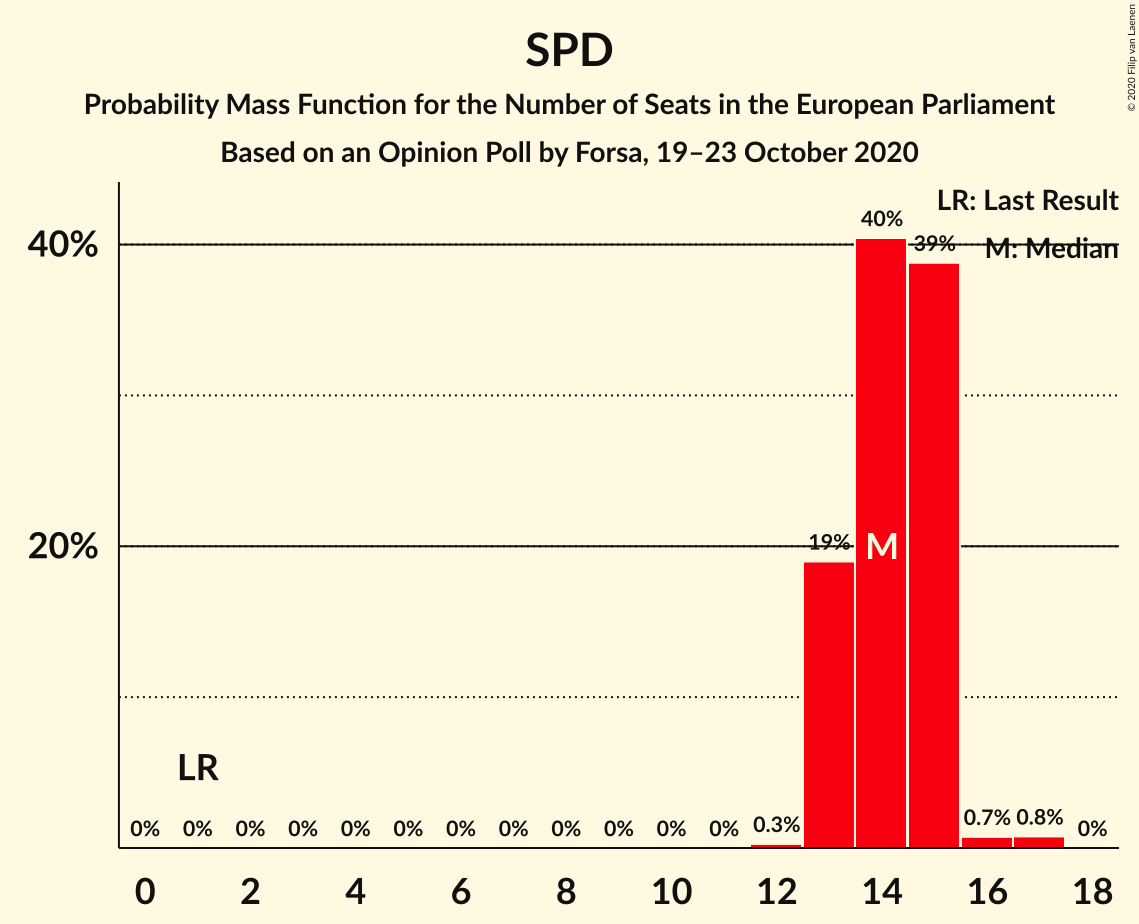 © 2020 Filip van Laenen
SPD
Probability Mass Function for the Number of Seats in the European Parliament
Based on an Opinion Poll by Forsa, 19–23 October 2020
LR: Last Result
M: Median
40%
20%
40%
39%
19%
M
LR
0% 0% 0% 0% 0% 0% 0% 0% 0% 0% 0% 0% 0.3% 0.7% 0.8% 0%
0 2 4 6 8 10 12 14 16 18